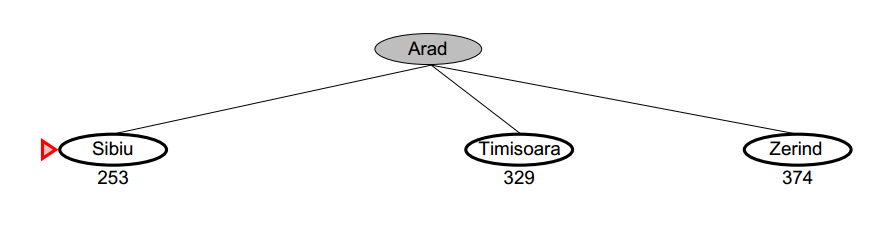 Arad
Sibiu
Timisoara
Zerind
253
329
374